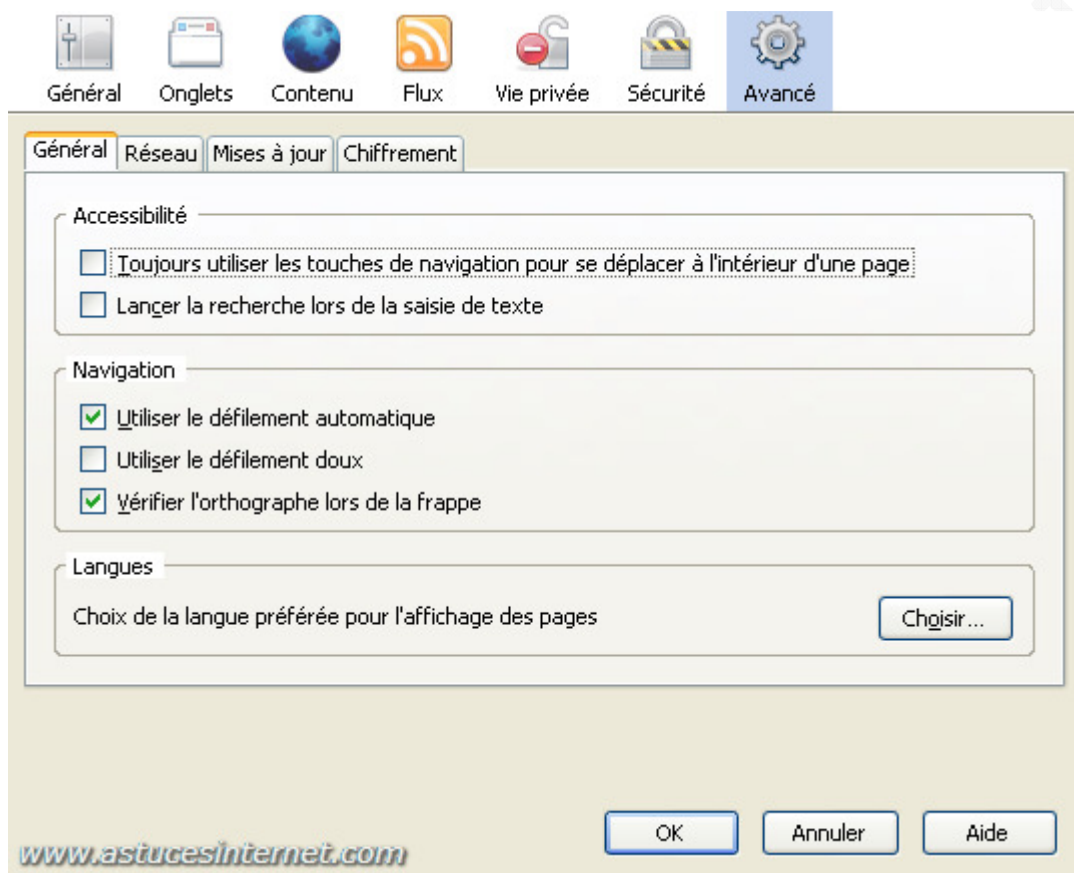 Général Onglets Contenu Flux Vie privée Sécurité Avancé
Général Réseau Mises à jour Chiffrement
Accessibilité
Toujours utiliser les touches de navigation pour se déplacer à l'intérieur d'une page
Lancer la recherche lors de la saisie de texte
Navigation
Utiliser le défilement automatique
Utiliser le défilement doux
Vérifier l'orthographe lors de la frappe
Langues
Choix de la langue préférée pour l'affichage des pages Choisir...
OK Annuler Aide
www.astucesinternet.com